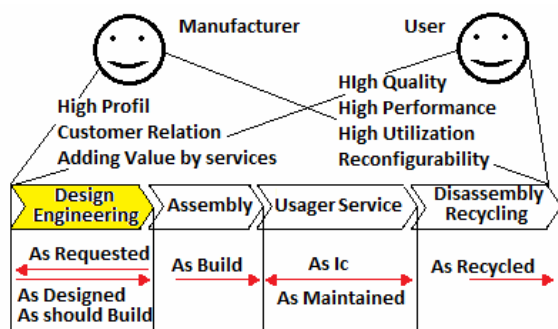 Manufacturer
User
High Profil
Customer Relation
Adding Value by services
HIgh Quality
High Performance
High Utilization
Reconfigurability
Design
Engineering
Assembly
Usager Service
Disassembly
Recycling
As Requested
As Designed
As should Build
As Build
As Ic
As Maintained
As Recycled